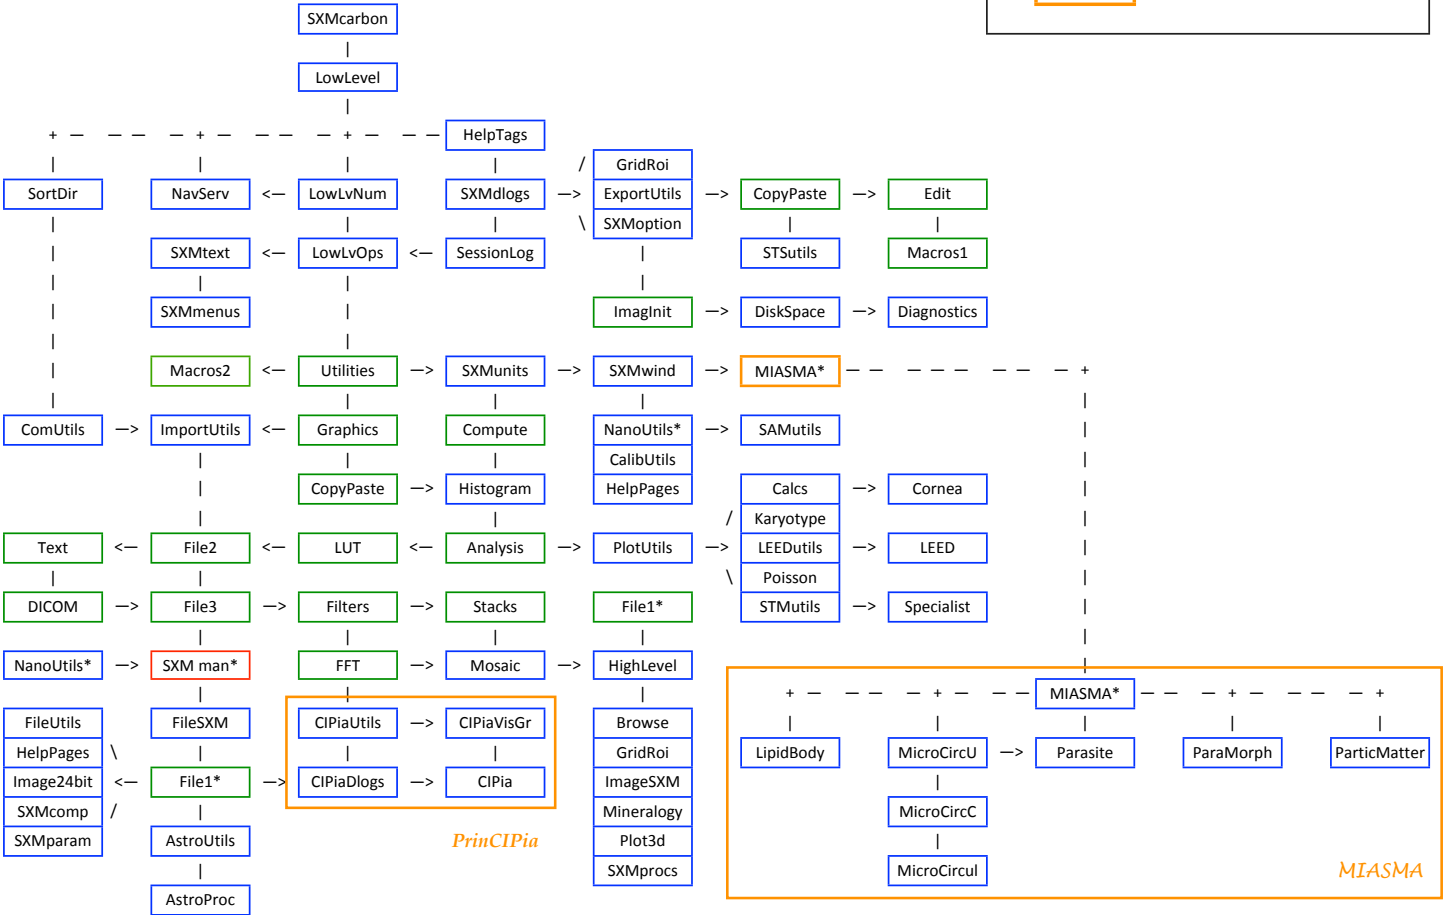 SXMcarbon
LowLevel
HelpTags
GridRoi
SortDir NavServ <— LowLvNum SXMdlogs —> ExportUtils —> CopyPaste —> Edit
SXMoption
SXMtext <— LowLvOps <— SessionLog STSutils Macros1
SXMmenus ImagInit —> DiskSpace —> Diagnostics
Macros2 <— Utilities —> SXMunits —> SXMwind —> MIASMA*
ComUtils —> ImportUtils <— Graphics Compute NanoUtils* —> SAMutils
CalibUtils
CopyPaste —> Histogram HelpPages Calcs —> Cornea
Karyotype
Text <— File2 <— LUT <— Analysis —> PlotUtils —> LEEDutils —> LEED
Poisson
DICOM —> File3 —> Filters —> Stacks File1* STMutils —> Specialist
NanoUtils* —> SXM man* FFT —> Mosaic —> HighLevel
MIASMA*
FileUtils FileSXM CIPiaUtils —> CIPiaVisGr Browse
HelpPages GridRoi LipidBody MicroCircU —> Parasite ParaMorph ParticMatter
Image24bit <— File1* —> CIPiaDlogs —> CIPia ImageSXM
SXMcomp Mineralogy MicroCircC
SXMparam AstroUtils PrinCIPia Plot3d
SXMprocs MicroCircul MIASMA
AstroProc